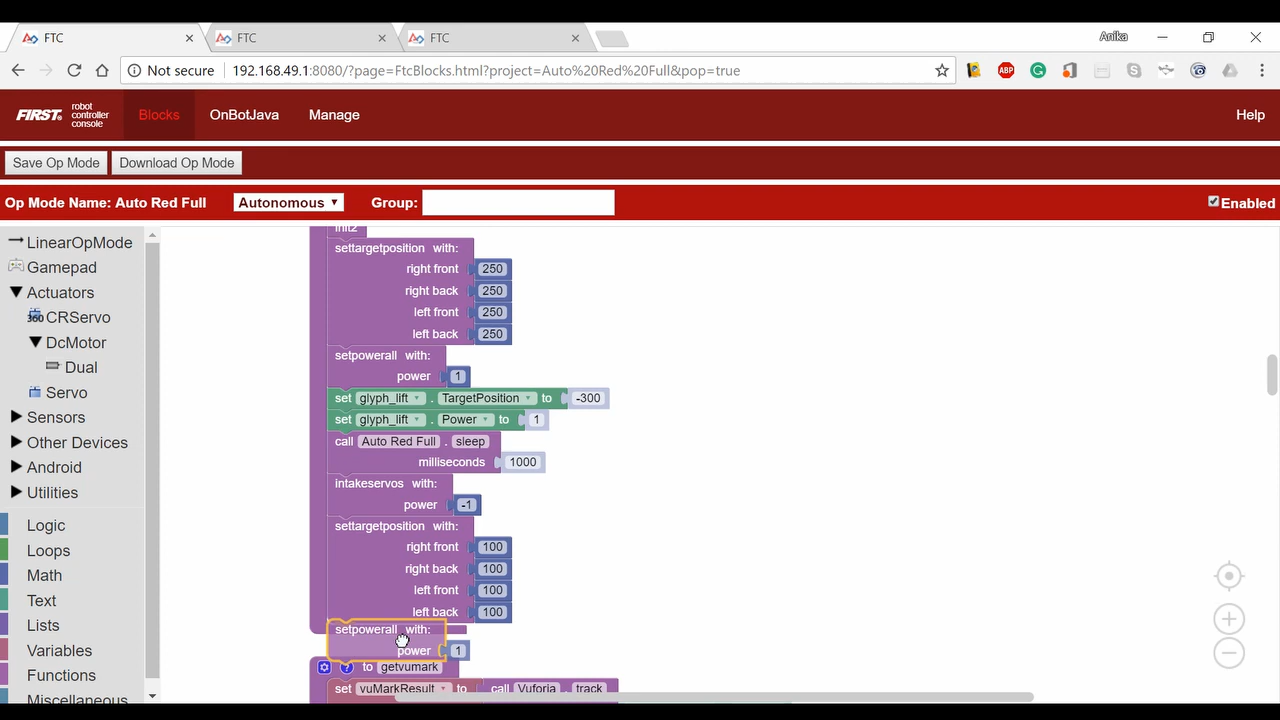 FTC FTC FTC Anika
Not secure 192.168.49.1:8080/?page=FtcBlocks.html?project=Auto%20Red%20Full&pop=true ABP
FIRST. robot controller console Blocks OnBotJava Manage Help
Save Op Mode Download Op Mode
Op Mode Name: Auto Red Full Autonomous Group: Enabled
LinearOpMode
Gamepad
Actuators
360 CRServo
DcMotor
Dual
Servo
Sensors
Other Devices
Android
Utilities
Logic
Loops
Math
Text
Lists
Variables
Functions
Miscellaneous
init2
settargetposition with:
right front 250
right back 250
left front 250
left back 250
setpowerall with:
power 1
set glyph_lift . TargetPosition to -300
set glyph_lift . Power to 1
call Auto Red Full . sleep
milliseconds 1000
intakeservos with:
power -1
settargetposition with:
right front 100
right back 100
left front 100
left back 100
setpowerall with:
power 1
? to getvumark
set vuMarkResult to call Vuforia . track